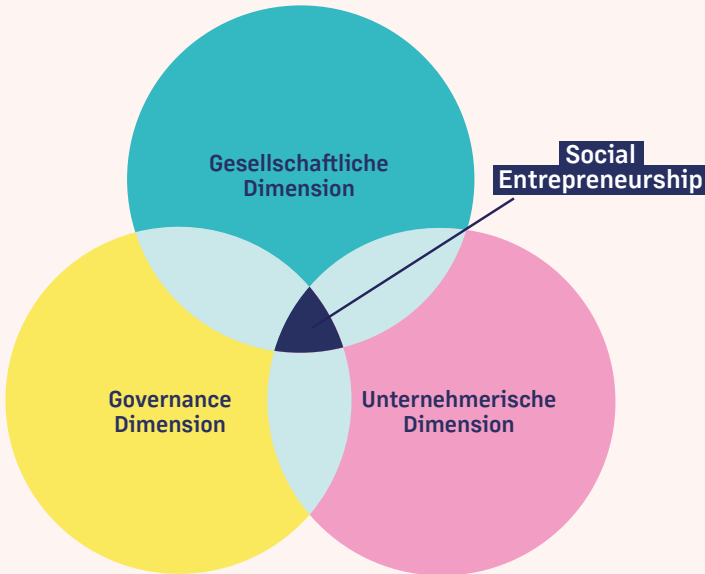 Gesellschaftliche
Dimension
Social
Entrepreneurship
Governance
Dimension
Unternehmerische
Dimension